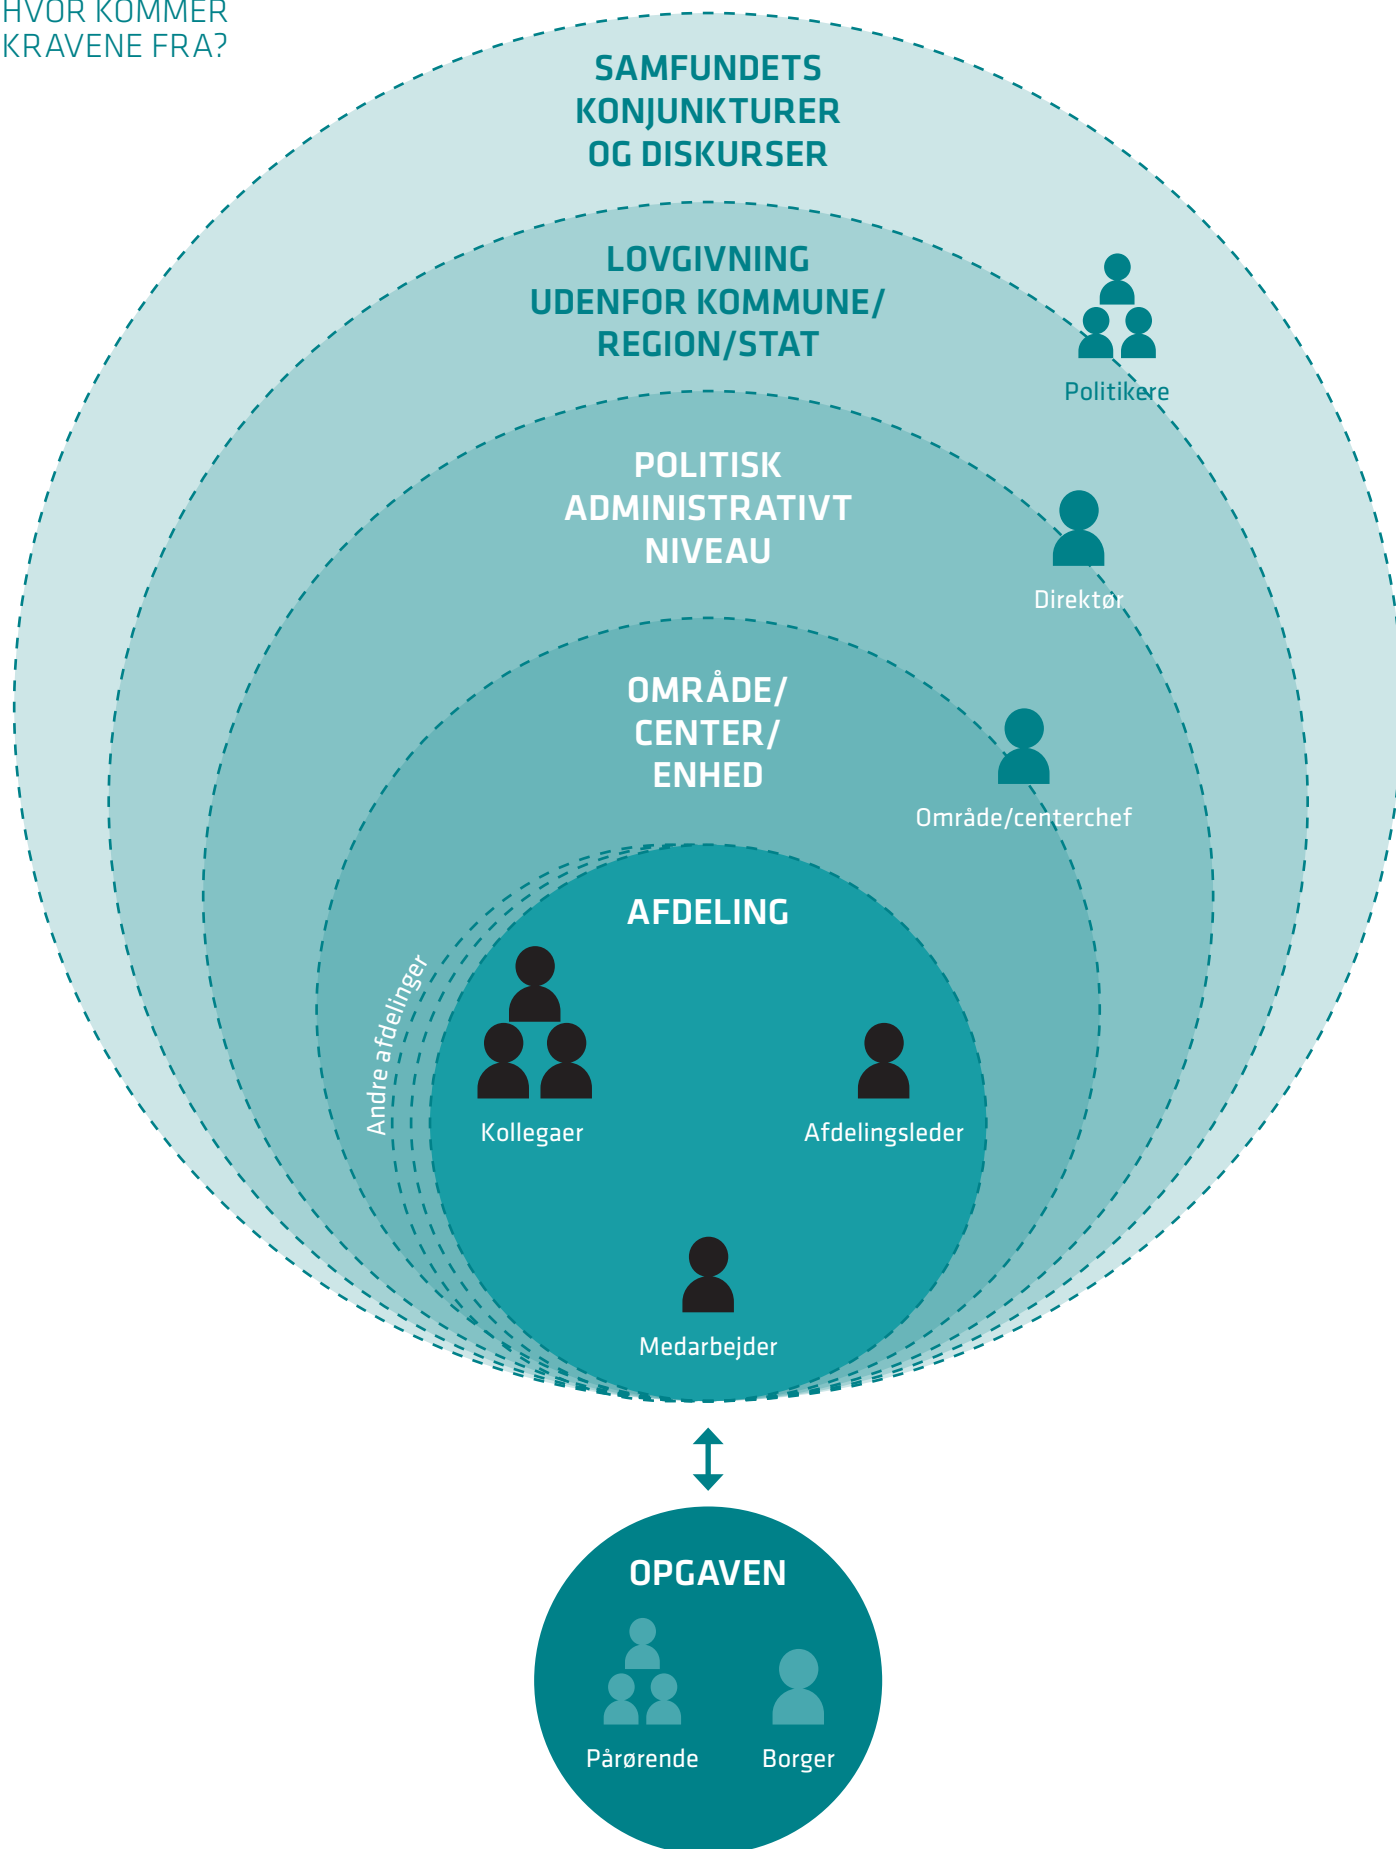 HVOR KOMMER
KRAVENE FRA?
SAMFUNDETS
KONJUNKTURER
OG DISKURSER
LOVGIVNING
UDENFOR KOMMUNE/
REGION/STAT
Politikere
POLITISK
ADMINISTRATIVT
NIVEAU
Direktør
OMRÅDE/
CENTER/
ENHED
Område/centerchef
AFDELING
Andre afdelinger
Kollegaer
Afdelingsleder
Medarbejder
OPGAVEN
Pårørende
Borger